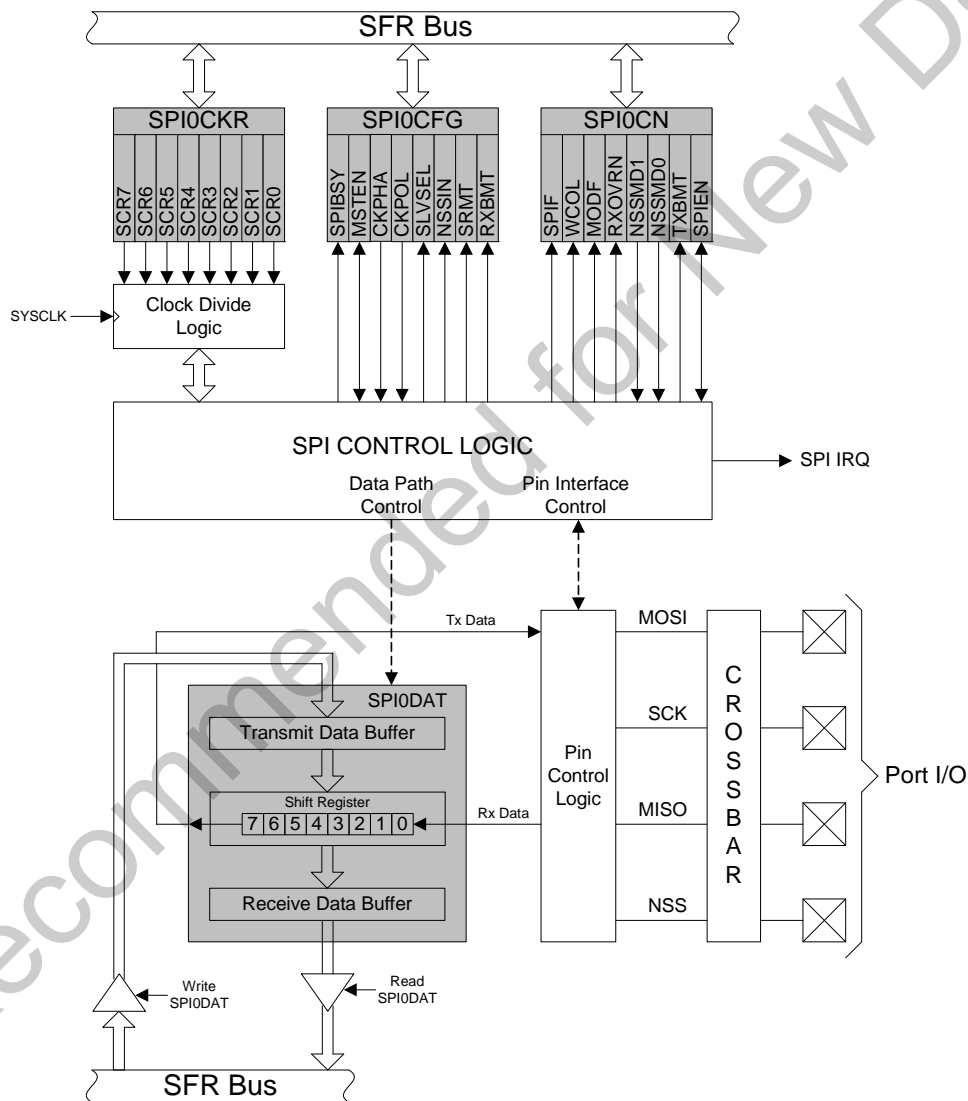 SFR Bus
SPI0CKR
SPI0CFG
SPI0CN
SCR7
SCR6
SCR5
SCR4
SCR3
SCR2
SCR1
SCR0
SPIBSY
MSTEN
CKPHA
CKPOL
SLVSEL
NSSIN
SRMT
RXBMT
SPIF
WCOL
MODF
RXOVRN
NSSMD1
NSSMD0
TXBMT
SPIEN
SYSCLK
Clock Divide
Logic
SPI CONTROL LOGIC
Data Path
Control
Pin Interface
Control
SPI IRQ
Tx Data
MOSI
SPI0DAT
Transmit Data Buffer
SCK
Shift Register
7 6 5 4 3 2 1 0
Rx Data
Pin
Control
Logic
MISO
CROSSBAR
Port I/O
Receive Data Buffer
NSS
Write
SPI0DAT
Read
SPI0DAT
SFR Bus
ecommended for New D